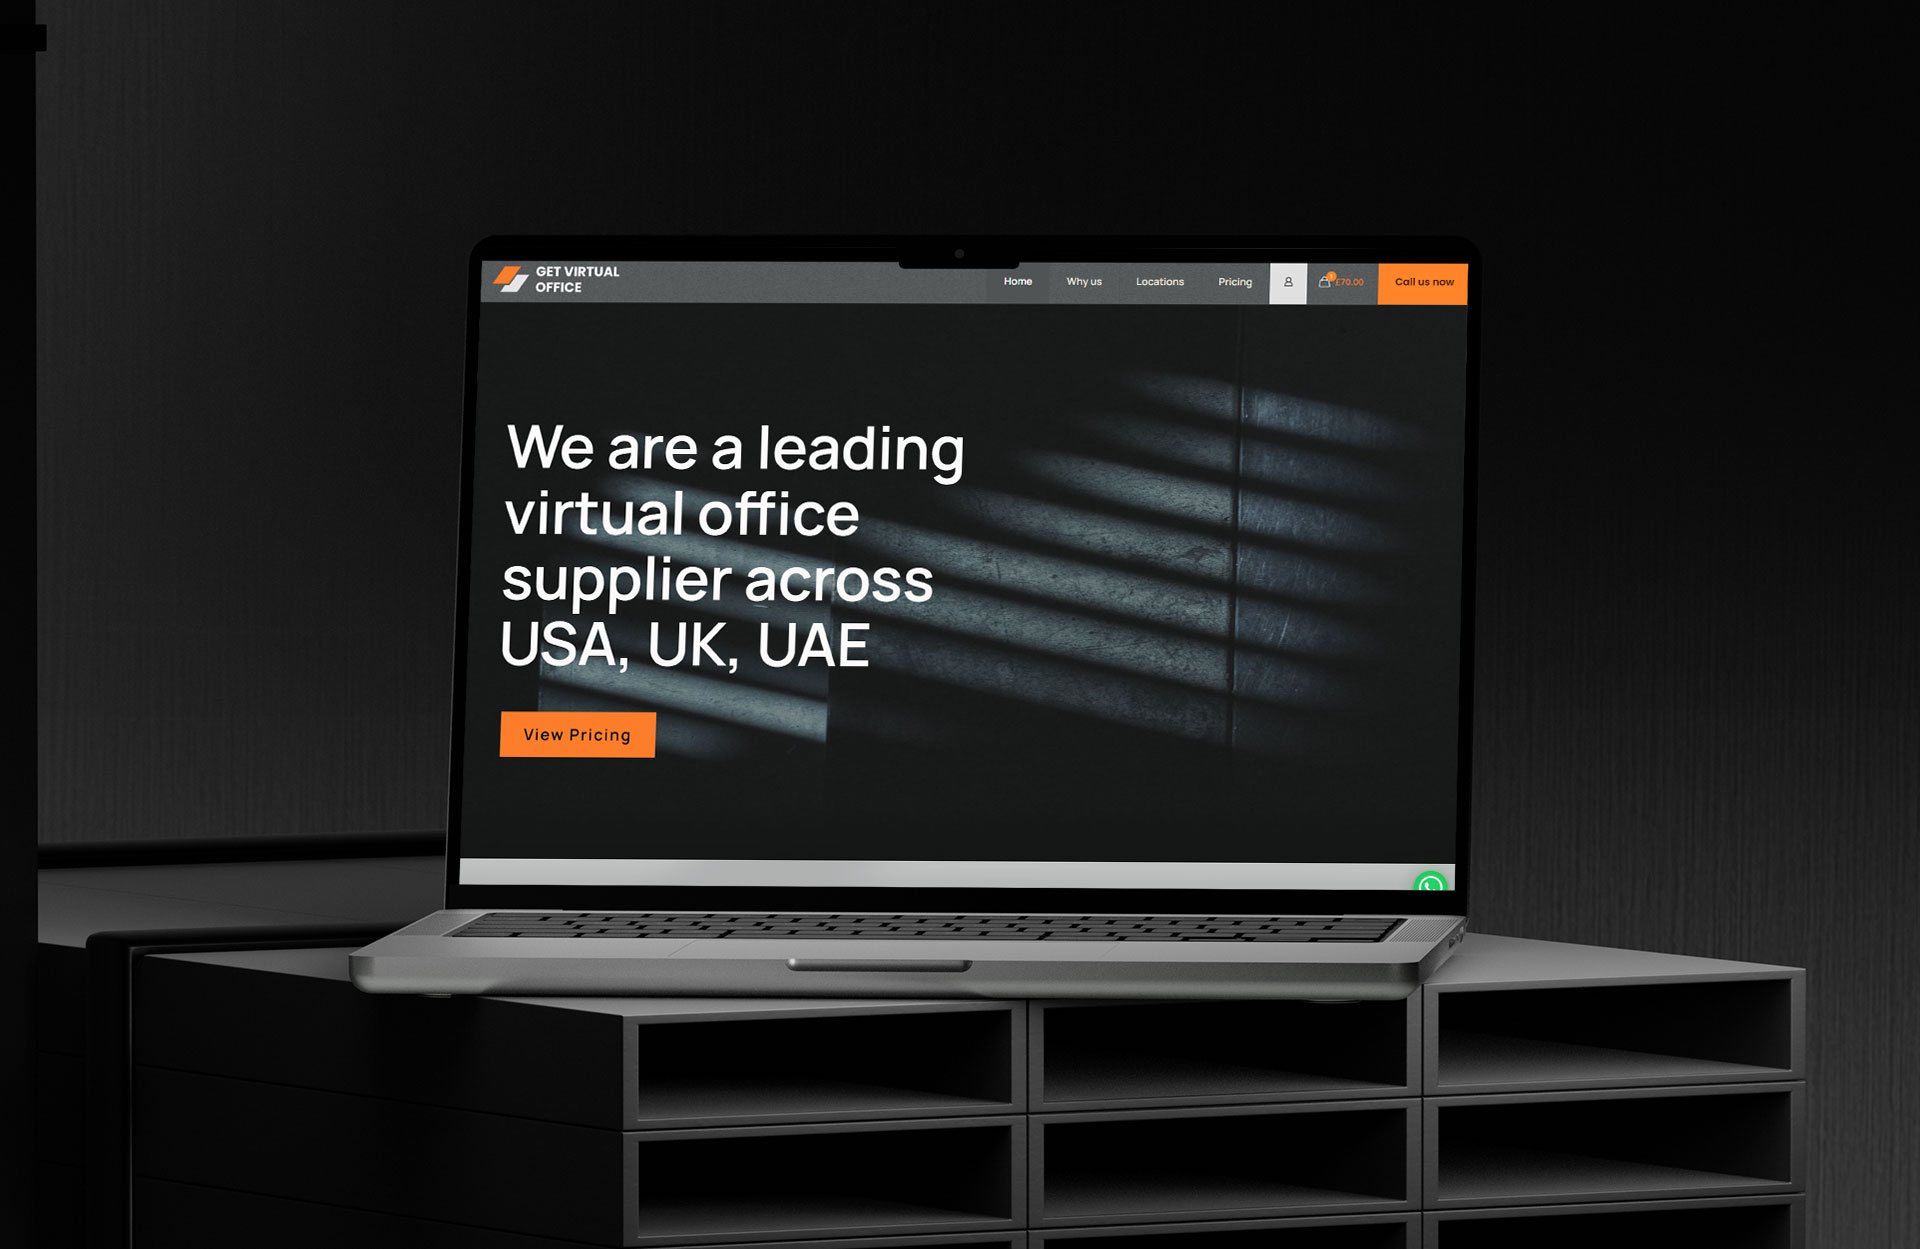 GET VIRTUAL
OFFICE
Home
Why us
Locations
Pricing
1
£70.00
Call us now
We are a leading
virtual office
supplier across
USA, UK, UAE
View Pricing